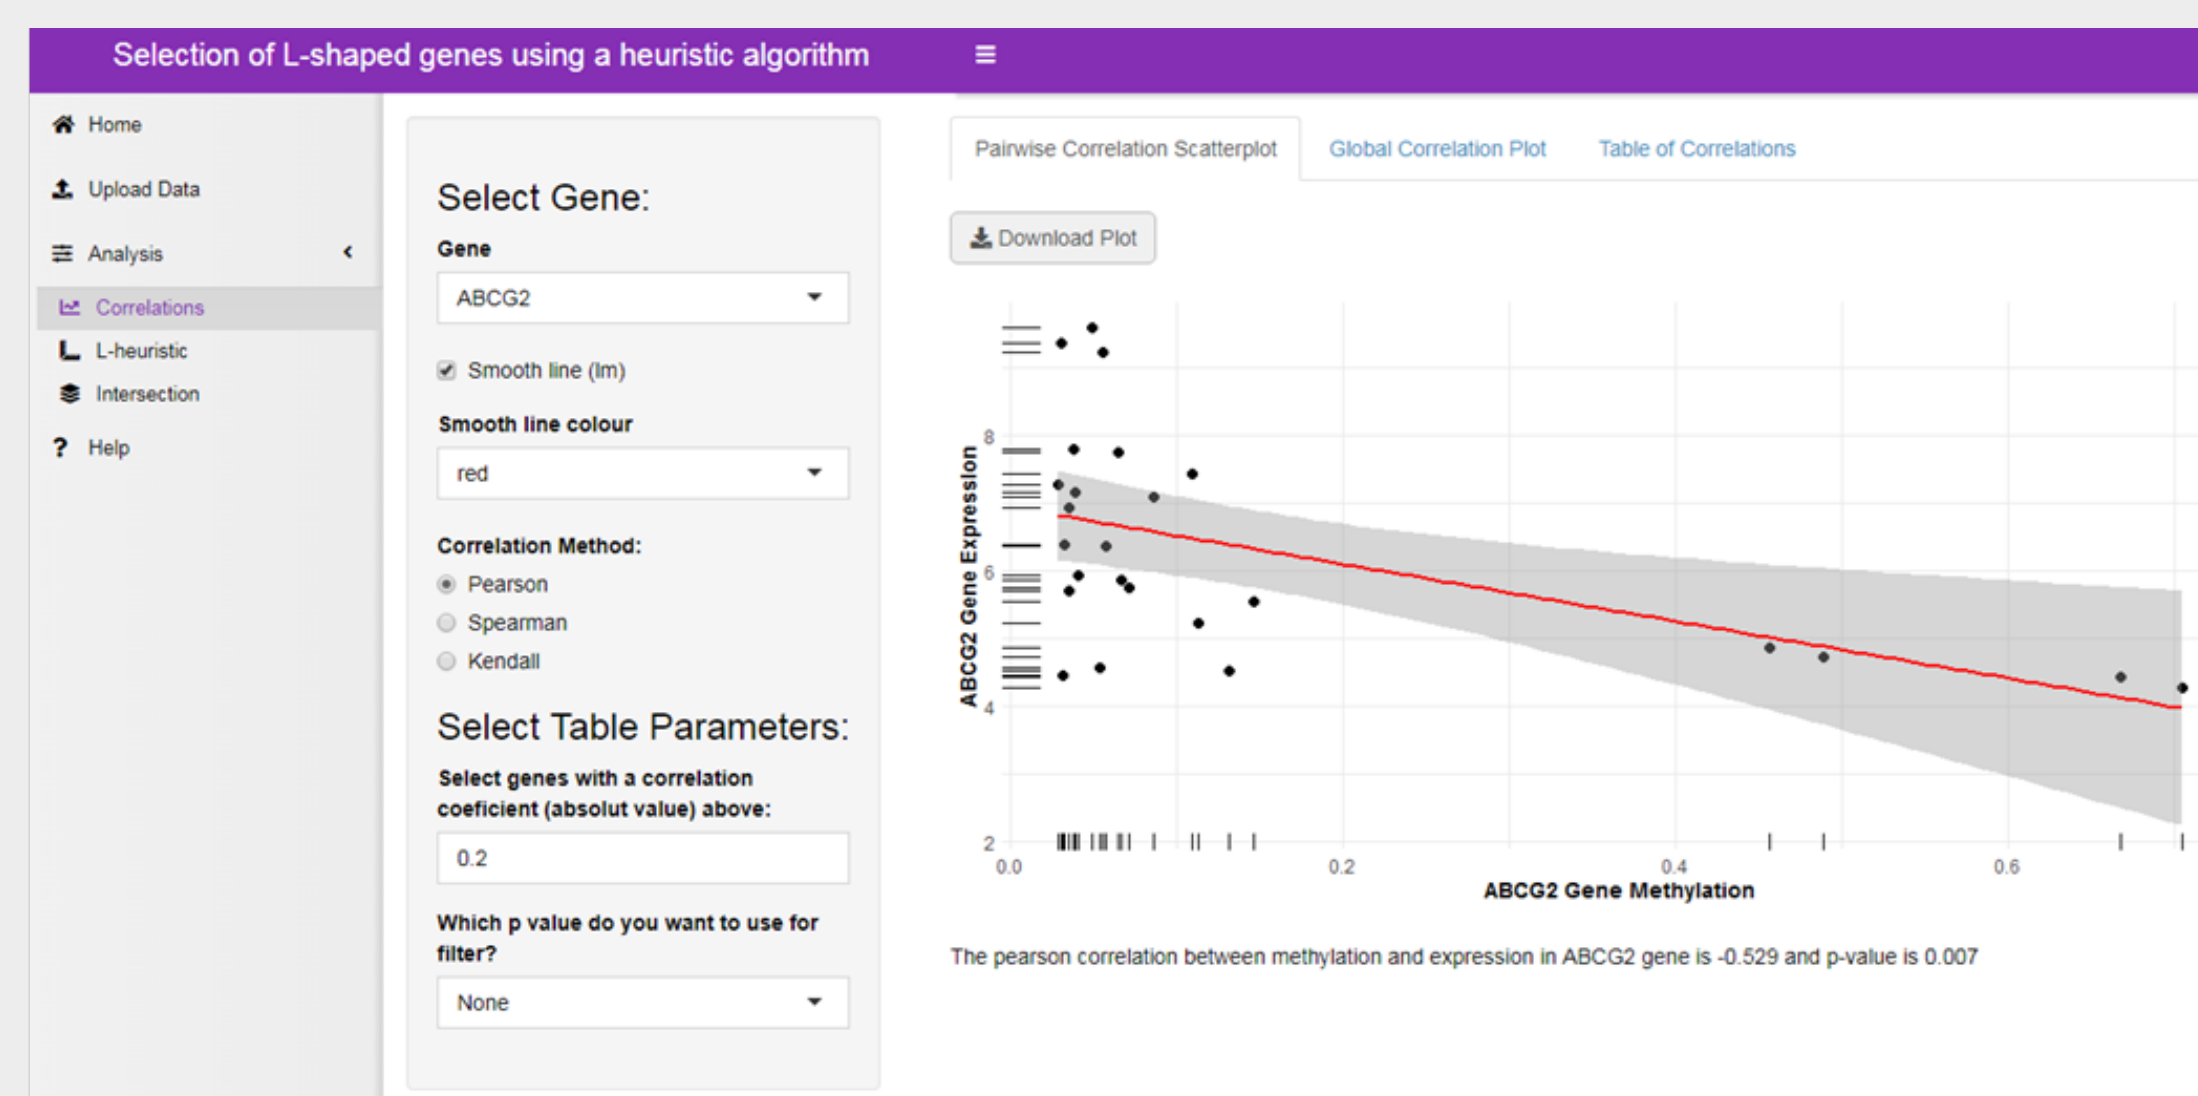 Selection of L-shaped genes using a heuristic algorithm
Home
Upload Data
Analysis
Correlations
L-heuristic
Intersection
Help
Select Gene:
Gene
ABCG2
Smooth line (lm)
Smooth line colour
red
Correlation Method:
Pearson
Spearman
Kendall
Select Table Parameters:
Select genes with a correlation
coeficient (absolut value) above:
0.2
Which p value do you want to use for
filter?
None
Pairwise Correlation Scatterplot
Global Correlation Plot
Table of Correlations
Download Plot
ABCG2 Gene Expression
8
6
4
2
0.0
0.2
0.4
0.6
ABCG2 Gene Methylation
The pearson correlation between methylation and expression in ABCG2 gene is -0.529 and p-value is 0.007